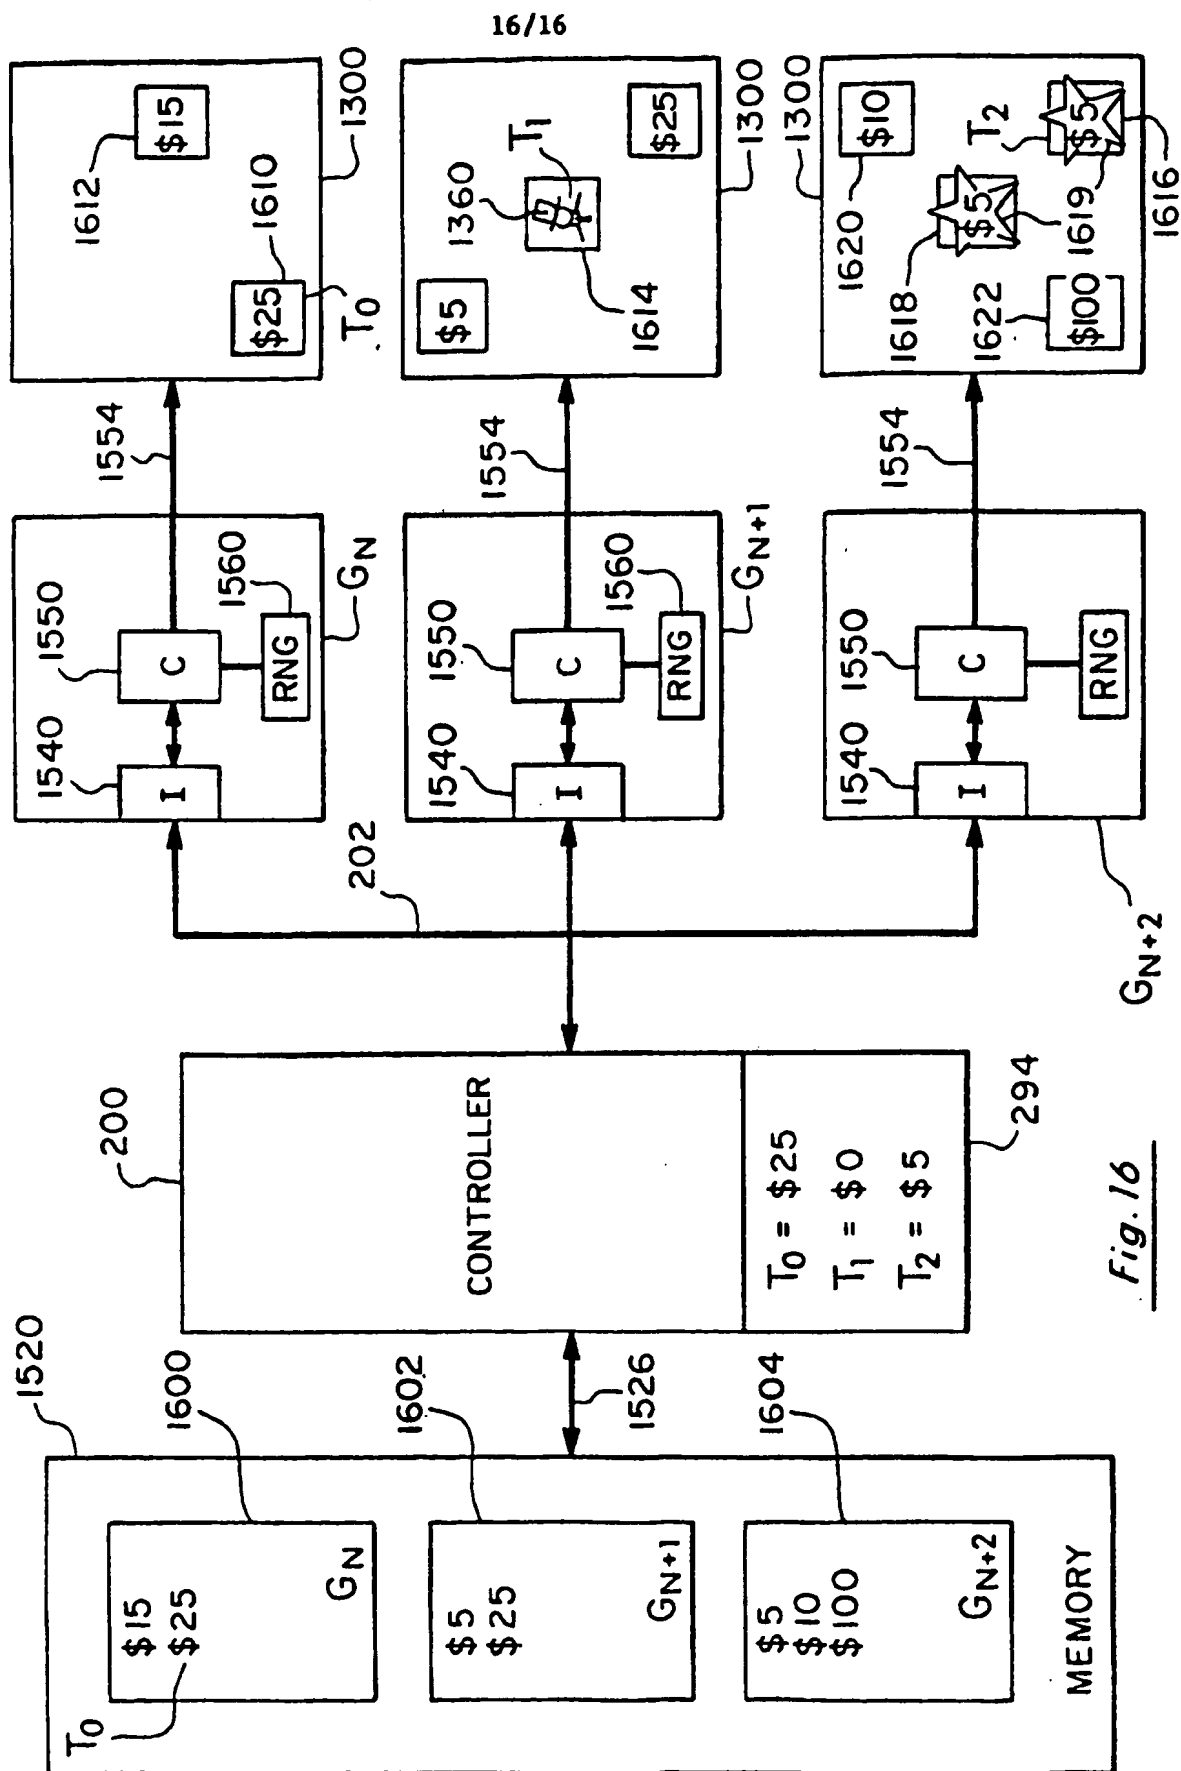 16/16
1520
MEMORY
T0
$15
$25
GN
1600
$5
$25
GN+1
1602
$5
$10
$100
GN+2
1604
1526
200
CONTROLLER
T0 = $25
T1 = $0
T2 = $5
294
202
1540
I
1550
C
1560
RNG
GN
1554
1540
I
1550
C
1560
RNG
GN+1
1554
1540
I
1550
C
RNG
GN+2
1554
1612
$15
$25
1610
T0
1300
$5
1360
T1
1614
$25
1300
1300
$10
1620
T2
$5
1618
$5
1619
1616
1622
$100
Fig. 16